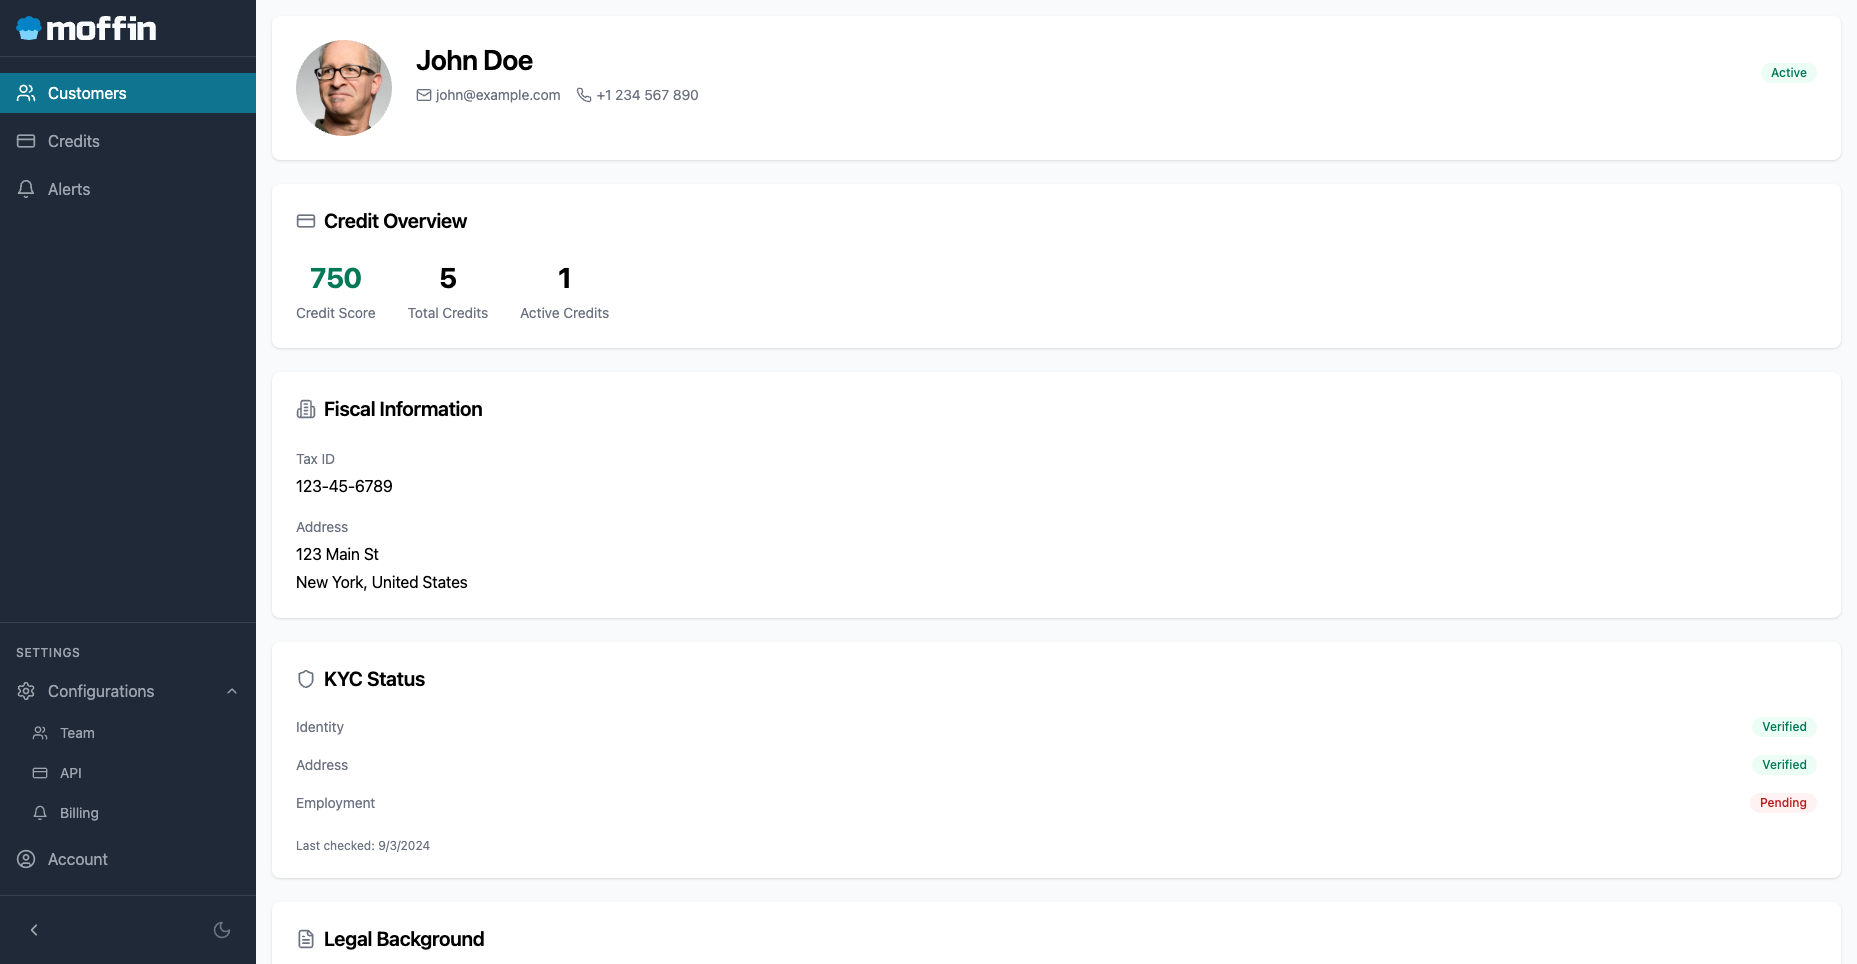 moffin
Customers
Credits
Alerts
SETTINGS
Configurations
Team
API
Billing
Account
John Doe
john@example.com +1 234 567 890
Active
Credit Overview
750 5 1
Credit Score Total Credits Active Credits
Fiscal Information
Tax ID
123-45-6789
Address
123 Main St
New York, United States
KYC Status
Identity Verified
Address Verified
Employment Pending
Last checked: 9/3/2024
Legal Background